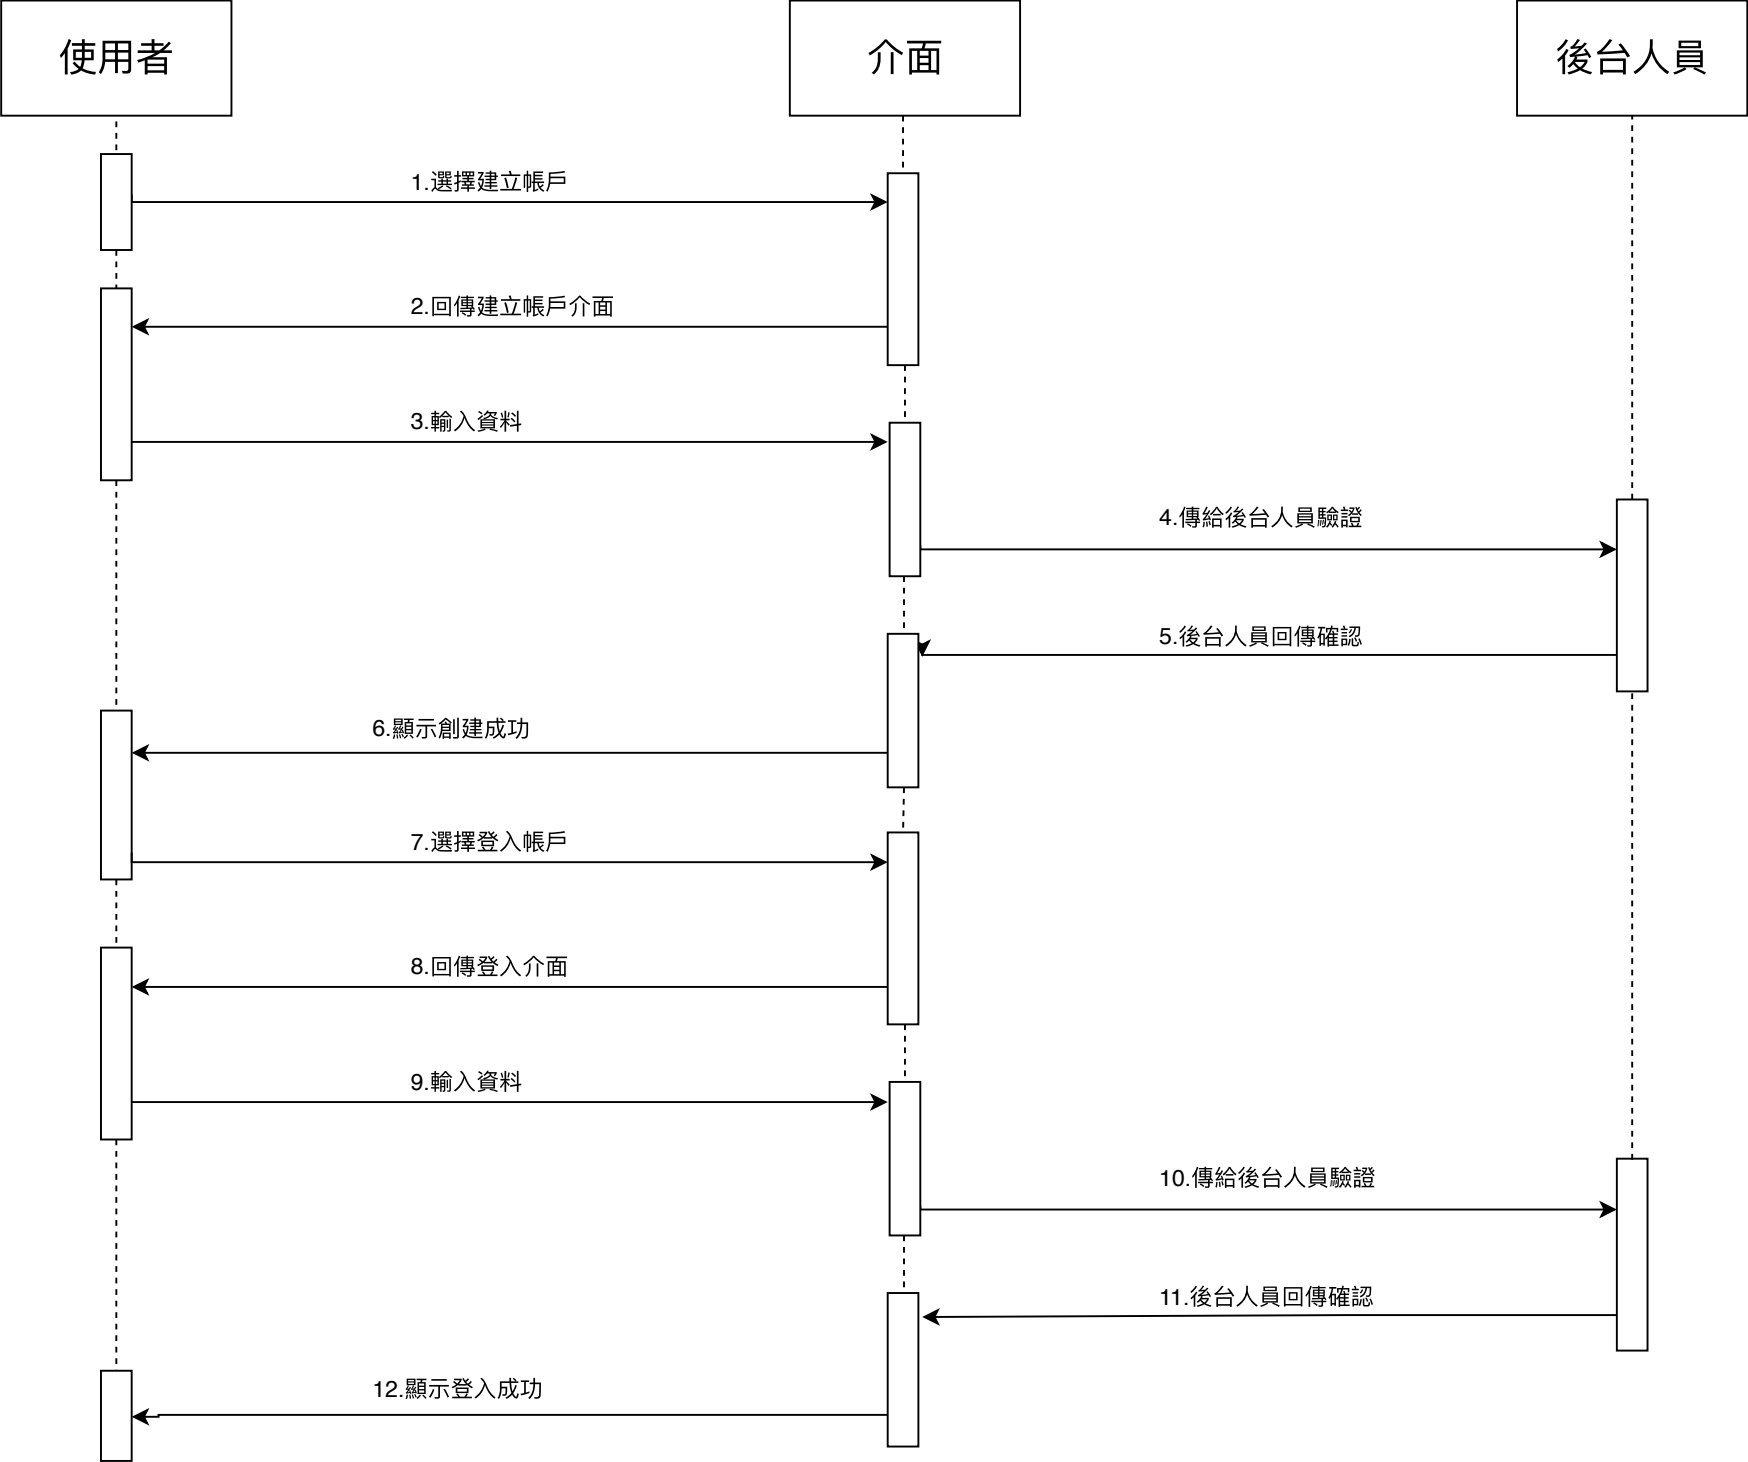 使用者
介面
後台人員
1.選擇建立帳戶
2.回傳建立帳戶介面
3.輸入資料
4.傳給後台人員驗證
5.後台人員回傳確認
6.顯示創建成功
7.選擇登入帳戶
8.回傳登入介面
9.輸入資料
10.傳給後台人員驗證
11.後台人員回傳確認
12.顯示登入成功